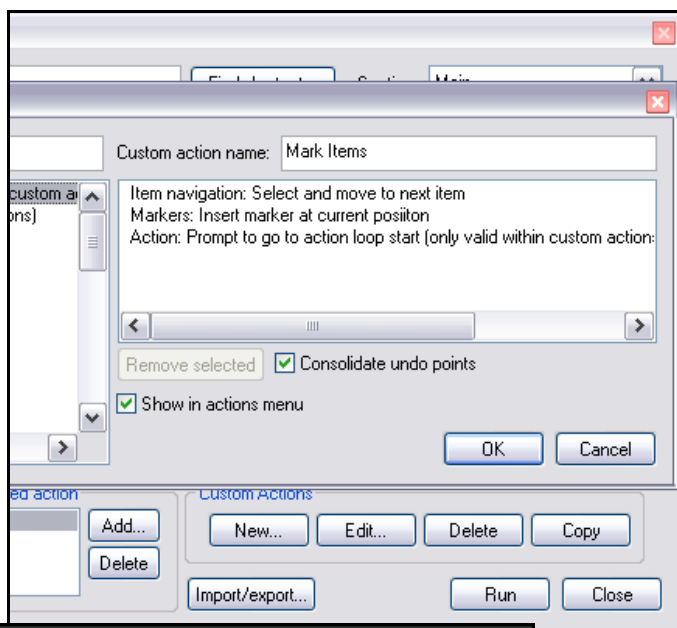 Main
Custom action name: Mark Items
custom a
ons)
Item navigation: Select and move to next item
Markers: Insert marker at current posiiton
Action: Prompt to go to action loop start (only valid within custom action:
Remove selected
Consolidate undo points
Show in actions menu
OK
Cancel
ed action
Custom Actions
Add...
New...
Edit...
Delete
Copy
Delete
Import/export...
Run
Close